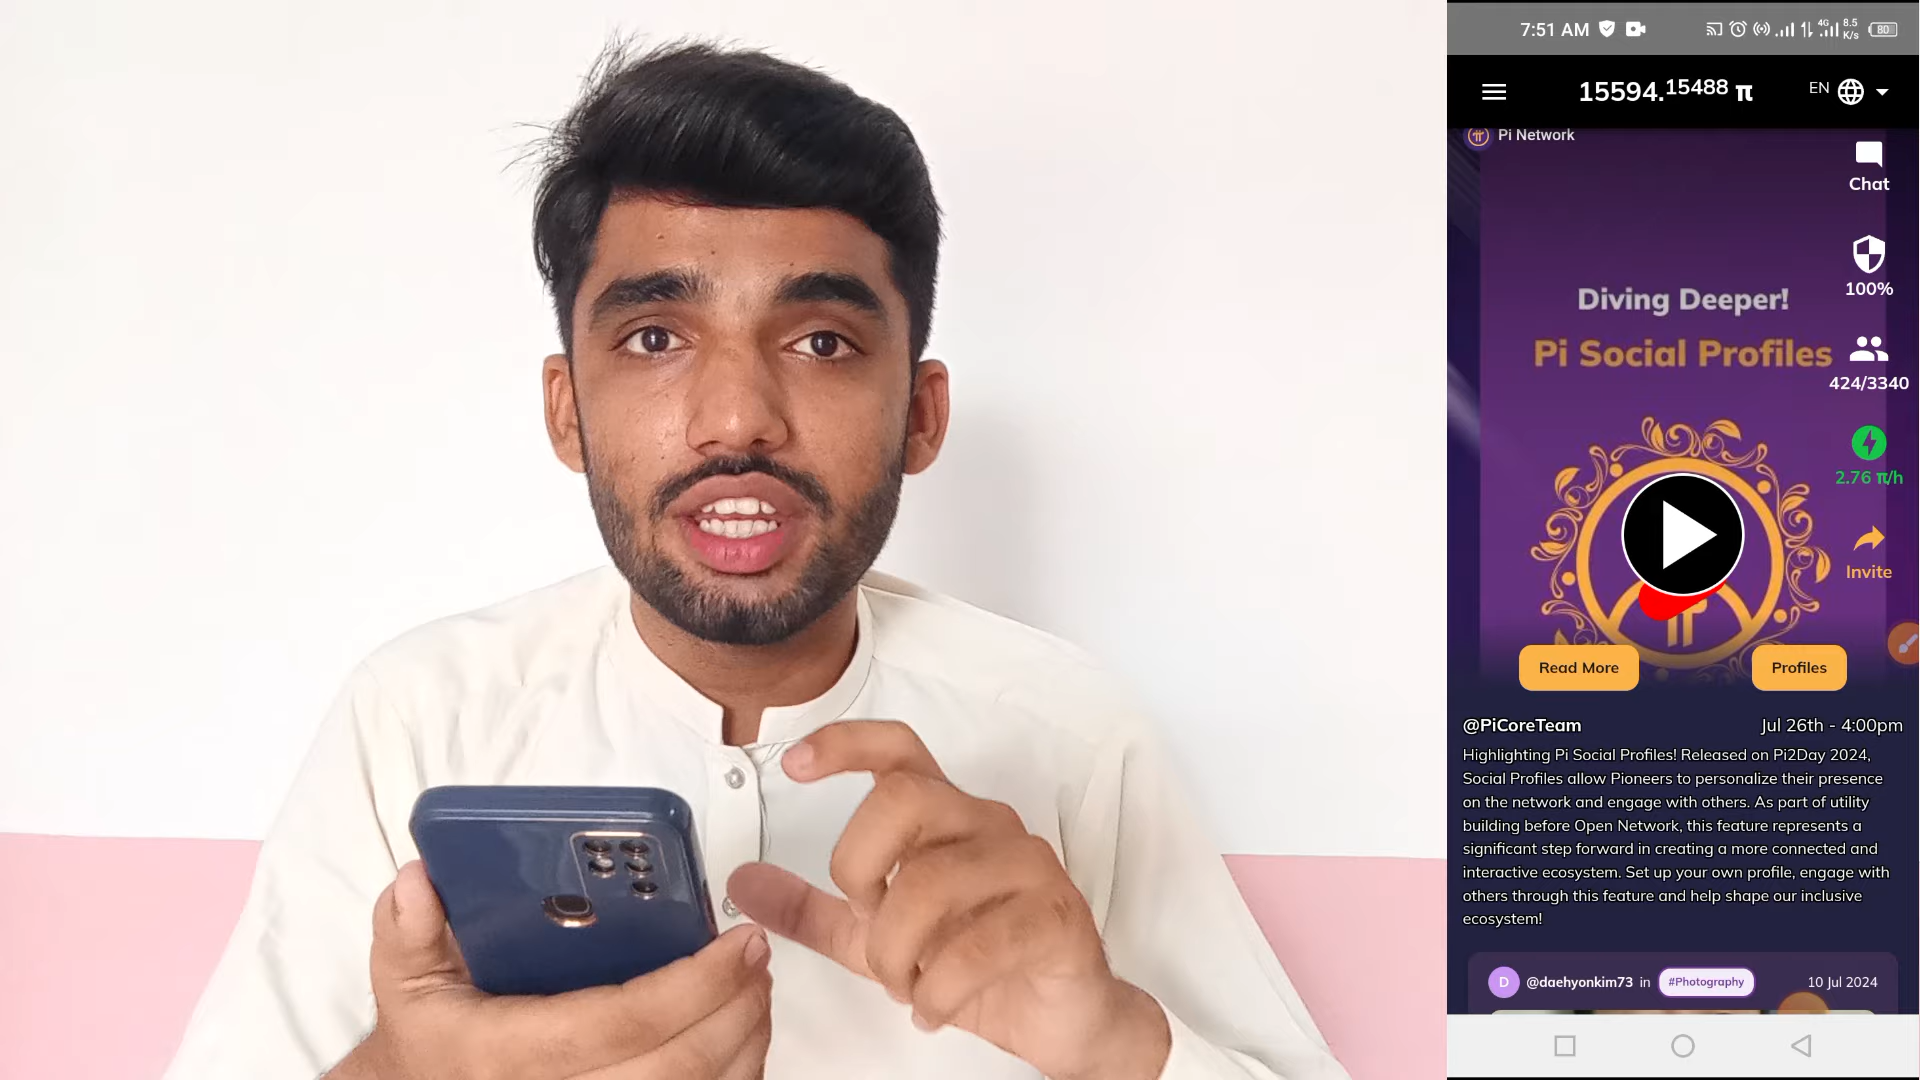 7:51 AM
4G 8.5 K/s 80
15594.15488 π
EN
Pi Network
Chat
100%
Diving Deeper!
Pi Social Profiles
424/3340
2.76 π/h
Invite
Read More
Profiles
@PiCoreTeam
Jul 26th - 4:00pm
Highlighting Pi Social Profiles! Released on Pi2Day 2024,
Social Profiles allow Pioneers to personalize their presence
on the network and engage with others. As part of utility
building before Open Network, this feature represents a
significant step forward in creating a more connected and
interactive ecosystem. Set up your own profile, engage with
others through this feature and help shape our inclusive
ecosystem!
D @daehyonkim73 in #Photography 10 Jul 2024